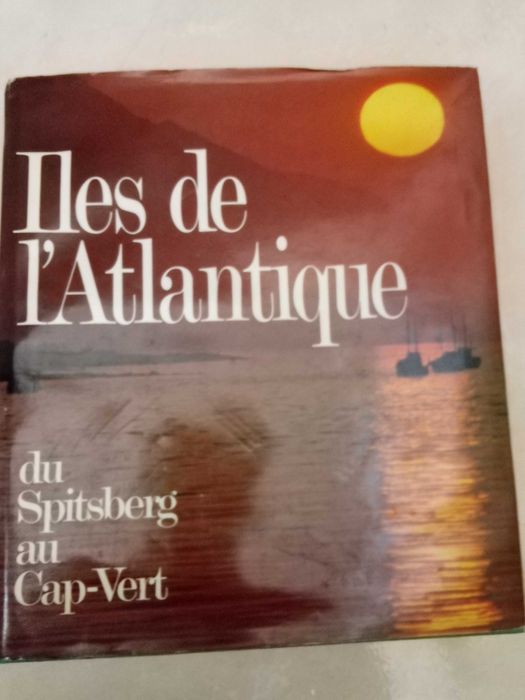 Iles de
l'Atlantique
du
Spitsberg
au
Cap-Vert